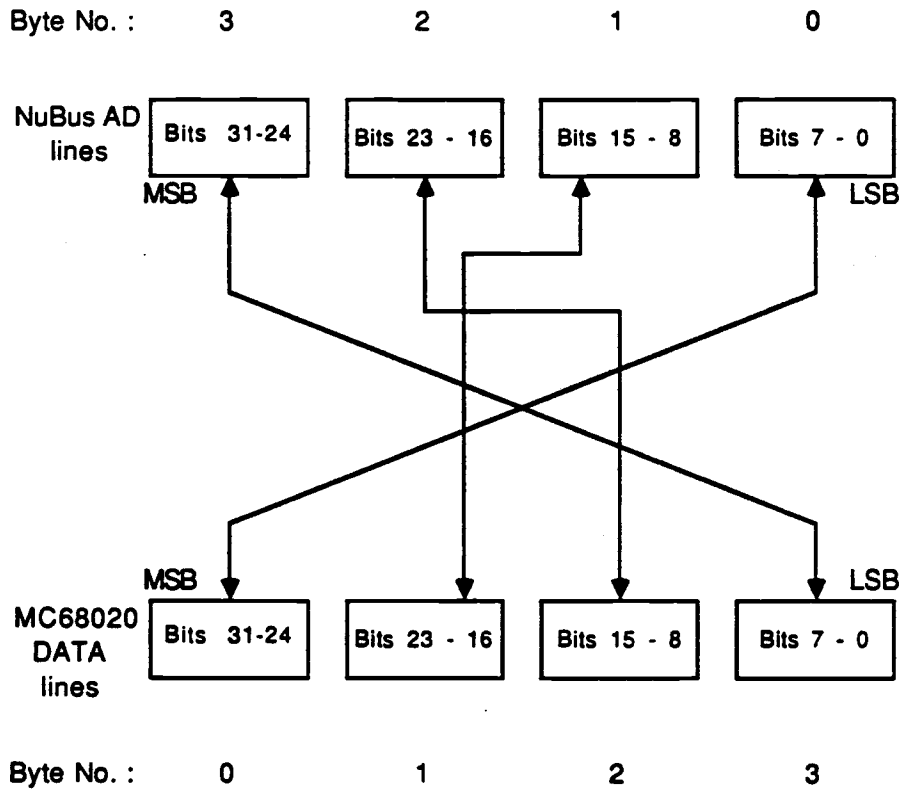 Byte No. : 3 2 1 0
NuBus AD
lines
Bits 31-24
Bits 23 - 16
Bits 15 - 8
Bits 7 - 0
MSB
LSB
MSB
LSB
MC68020
DATA
lines
Bits 31-24
Bits 23 - 16
Bits 15 - 8
Bits 7 - 0
Byte No. : 0 1 2 3